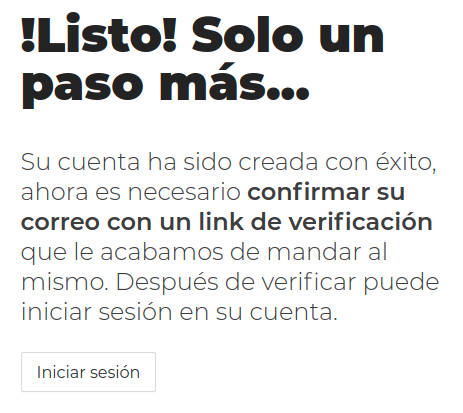 !Listo! Solo un
paso más...
Su cuenta ha sido creada con éxito,
ahora es necesario confirmar su
correo con un link de verificación
que le acabamos de mandar al
mismo. Después de verificar puede
iniciar sesión en su cuenta.
Iniciar sesión